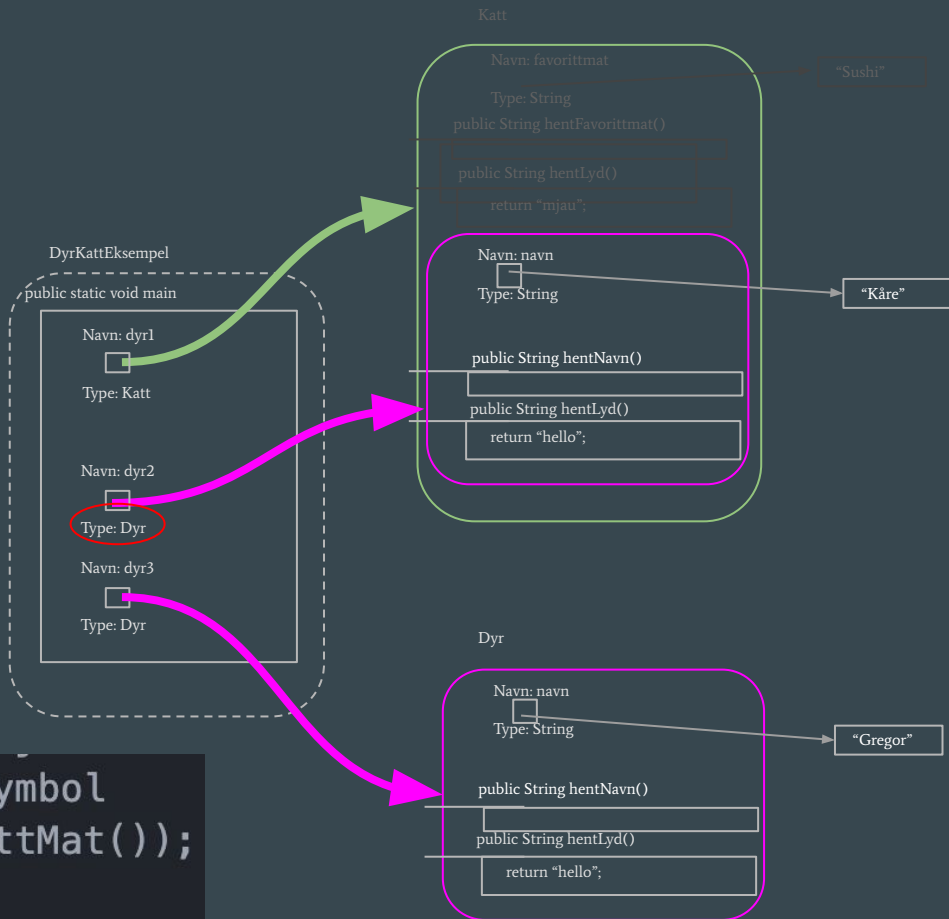 Katt
Navn: favorittmat
"Sushi"
Type: String
public String hentFavorittmat()
public String hentLyd()
return "mjau";
DyrKattEksempel
public static void main
Navn: dyr1
Type: Katt
Navn: dyr2
Type: Dyr
Navn: dyr3
Type: Dyr
Navn: navn
Type: String
"Kåre"
public String hentNavn()
public String hentLyd()
return "hello";
Dyr
Navn: navn
Type: String
"Gregor"
public String hentNavn()
public String hentLyd()
return "hello";
ymbol
ttMat());